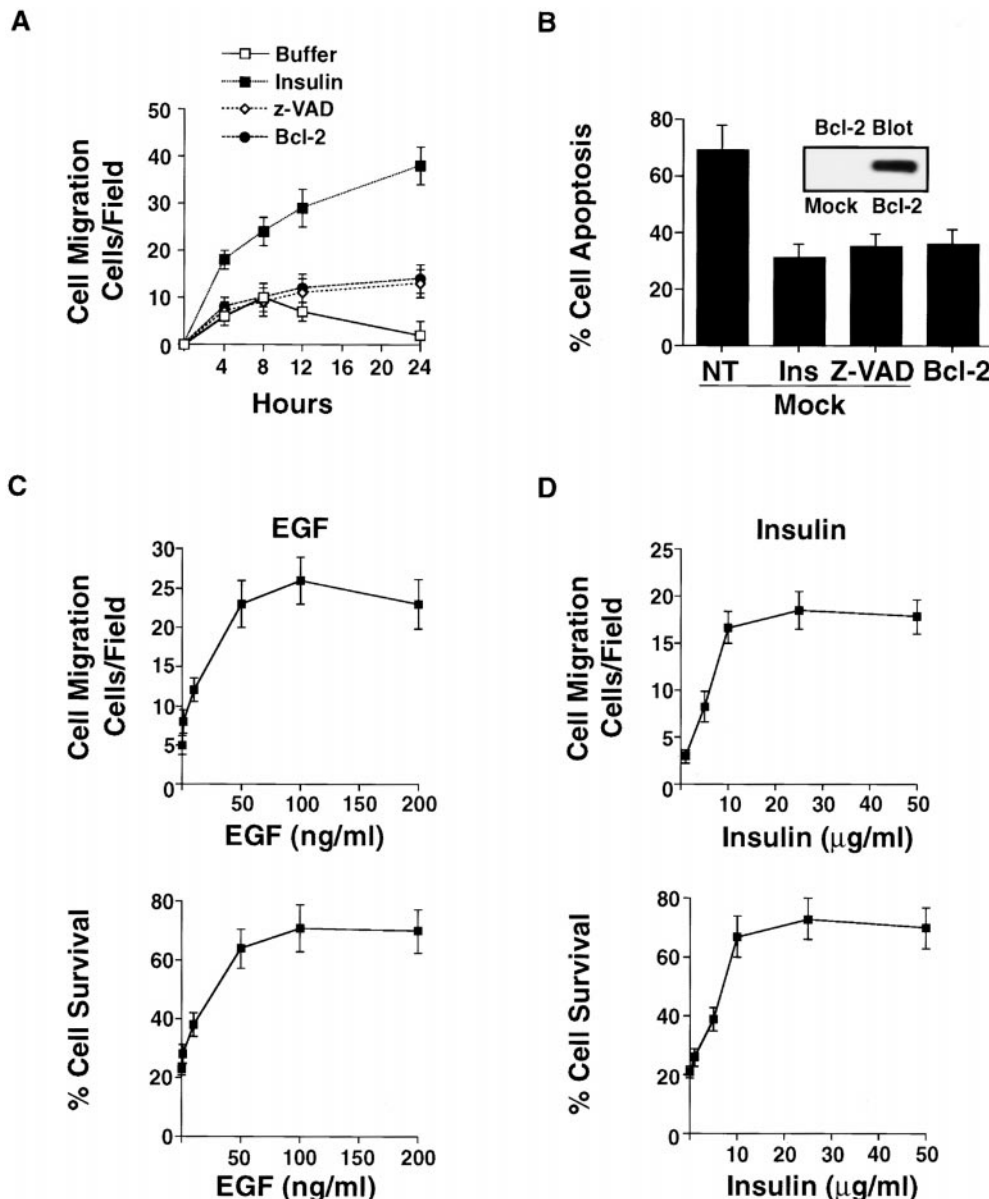 A
Buffer
Insulin
z-VAD
Bcl-2
Cell Migration
Cells/Field
50
40
30
20
10
0
4 8 12 16 20 24
Hours
B
% Cell Apoptosis
80
60
40
20
0
Bcl-2 Blot
Mock Bcl-2
NT Ins Z-VAD Bcl-2
Mock
C
EGF
Cell Migration
Cells/Field
30
25
20
15
10
5
0
50 100 150 200
EGF (ng/ml)
% Cell Survival
80
60
40
20
0
50 100 150 200
EGF (ng/ml)
D
Insulin
Cell Migration
Cells/Field
25
20
15
10
5
0
10 20 30 40 50
Insulin (μg/ml)
% Cell Survival
80
60
40
20
0
10 20 30 40 50
Insulin (μg/ml)